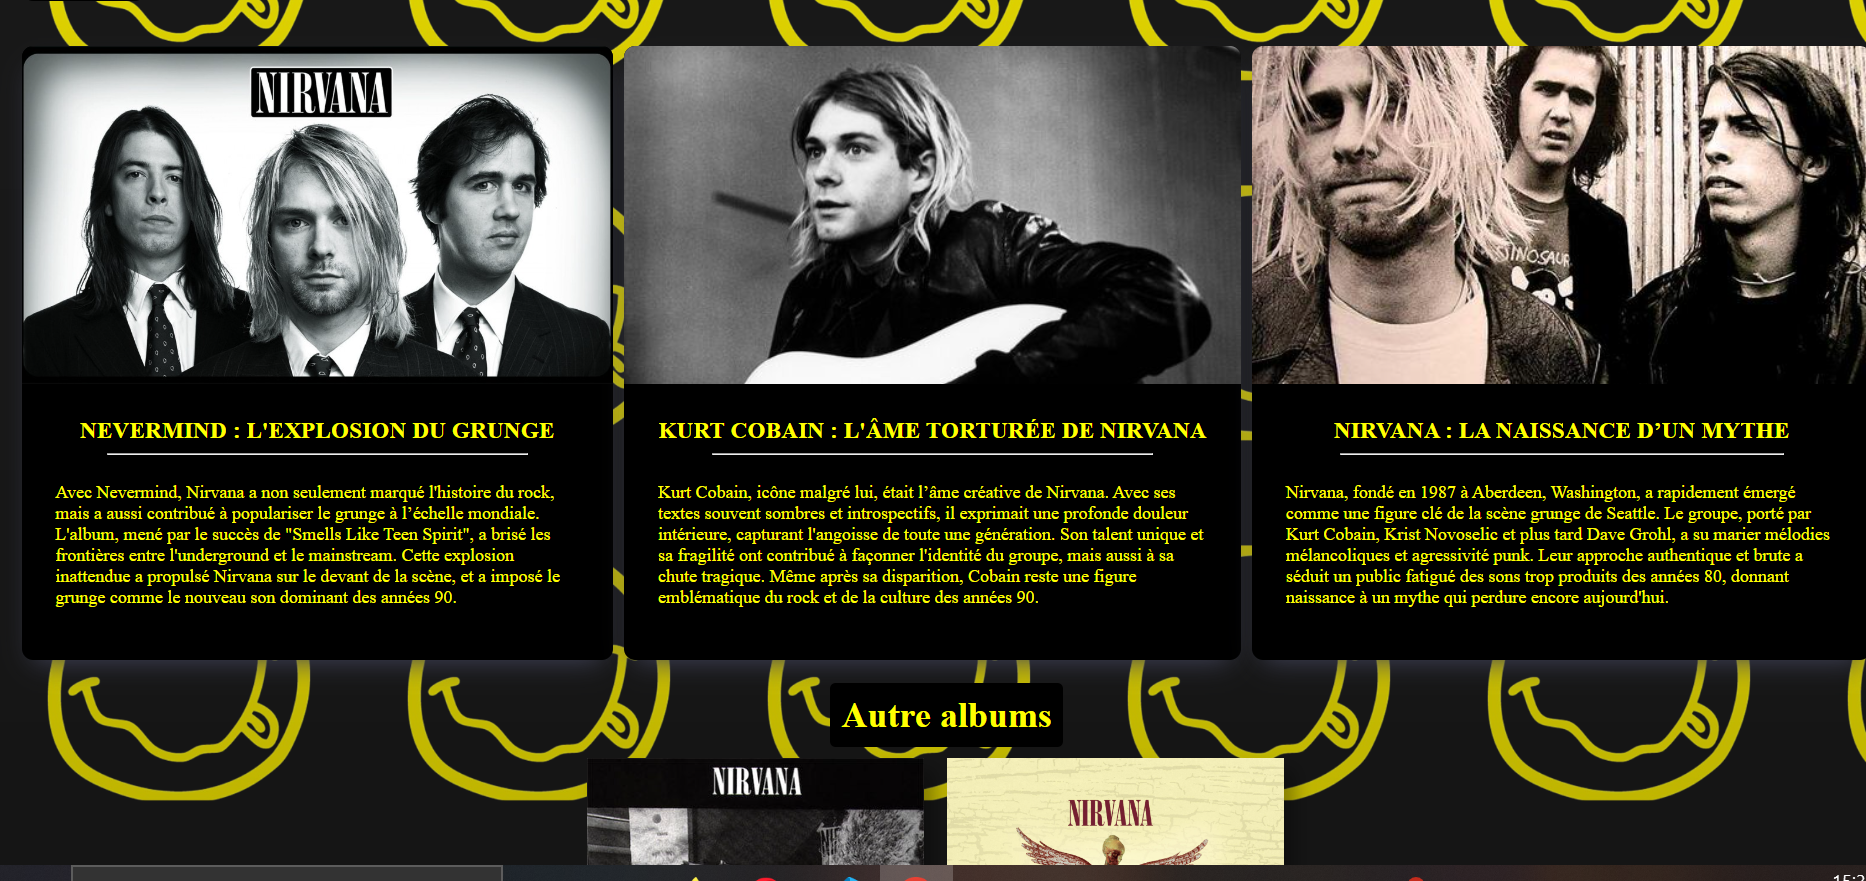 NIRVANA
NEVERMIND : L'EXPLOSION DU GRUNGE
Avec Nevermind, Nirvana a non seulement marqué l'histoire du rock,
mais a aussi contribué à populariser le grunge à l’échelle mondiale.
L'album, mené par le succès de "Smells Like Teen Spirit", a brisé les
frontières entre l'underground et le mainstream. Cette explosion
inattendue a propulsé Nirvana sur le devant de la scène, et a imposé le
grunge comme le nouveau son dominant des années 90.
KURT COBAIN : L'ÂME TORTURÉE DE NIRVANA
Kurt Cobain, icône malgré lui, était l’âme créative de Nirvana. Avec ses
textes souvent sombres et introspectifs, il exprimait une profonde douleur
intérieure, capturant l'angoisse de toute une génération. Son talent unique et
sa fragilité ont contribué à façonner l'identité du groupe, mais aussi à sa
chute tragique. Même après sa disparition, Cobain reste une figure
emblématique du rock et de la culture des années 90.
NIRVANA : LA NAISSANCE D’UN MYTHE
Nirvana, fondé en 1987 à Aberdeen, Washington, a rapidement émergé
comme une figure clé de la scène grunge de Seattle. Le groupe, porté par
Kurt Cobain, Krist Novoselic et plus tard Dave Grohl, a su marier mélodies
mélancoliques et agressivité punk. Leur approche authentique et brute a
séduit un public fatigué des sons trop produits des années 80, donnant
naissance à un mythe qui perdure encore aujourd'hui.
Autre albums
NIRVANA
NIRVANA